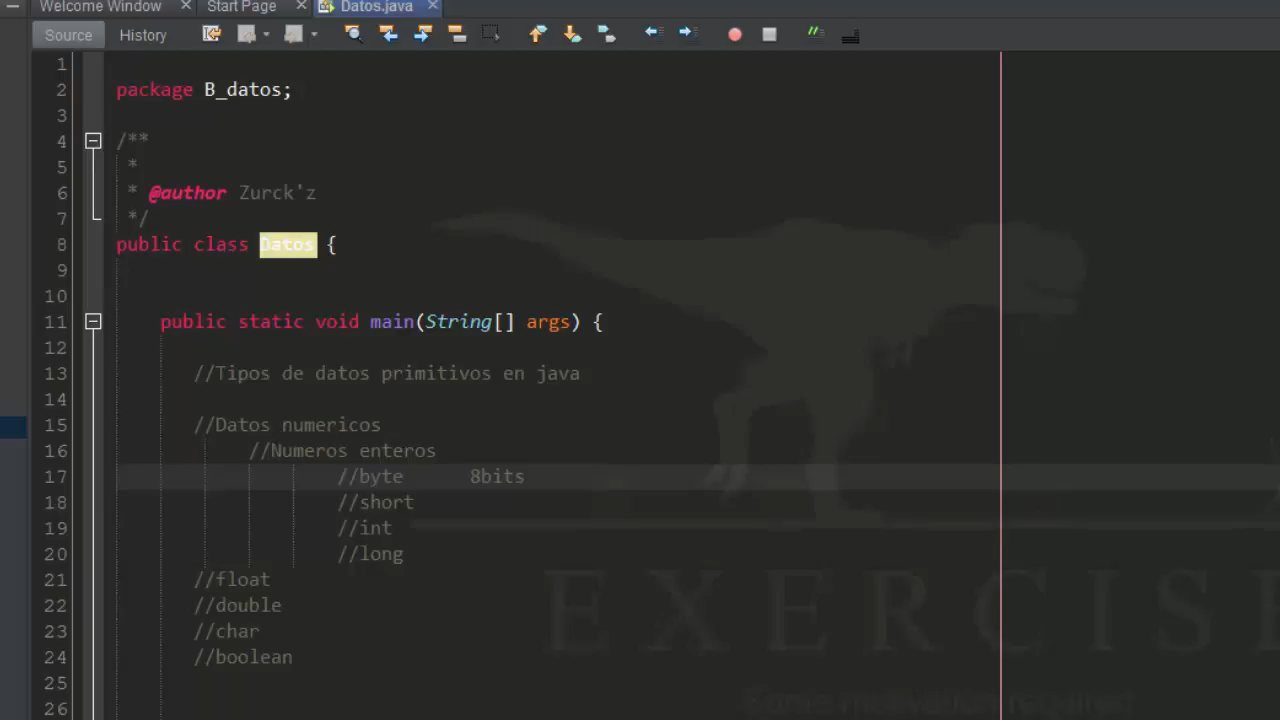 Welcome Window
Start Page
Datos.java
Source
History
1
2 package B_datos;
3
4 /**
5 *
6 * @author Zurck'z
7 */
8 public class Datos {
9
10
11 public static void main(String[] args) {
12
13 //Tipos de datos primitivos en java
14
15 //Datos numericos
16 //Numeros enteros
17 //byte 8bits
18 //short
19 //int
20 //long
21 //float
22 //double
23 //char
24 //boolean
25
26
EXERCISE
Some motivation required